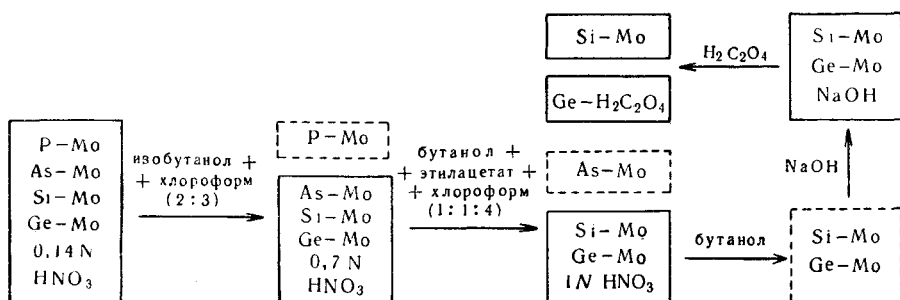 P–Mo
As–Mo
Si–Mo
Ge–Mo
0,14 N
HNO₃
изобутанол +
+ хлороформ
(2:3)
P–Mo
As–Mo
Si–Mo
Ge–Mo
0,7 N
HNO₃
бутанол +
+ этилацетат +
+ хлороформ
(1:1:4)
As–Mo
Si–Mo
Ge–Mo
1N HNO₃
бутанол
Si–Mo
Ge–Mo
NaOH
Si–Mo
Ge–Mo
NaOH
H₂C₂O₄
Si–Mo
Ge–H₂C₂O₄